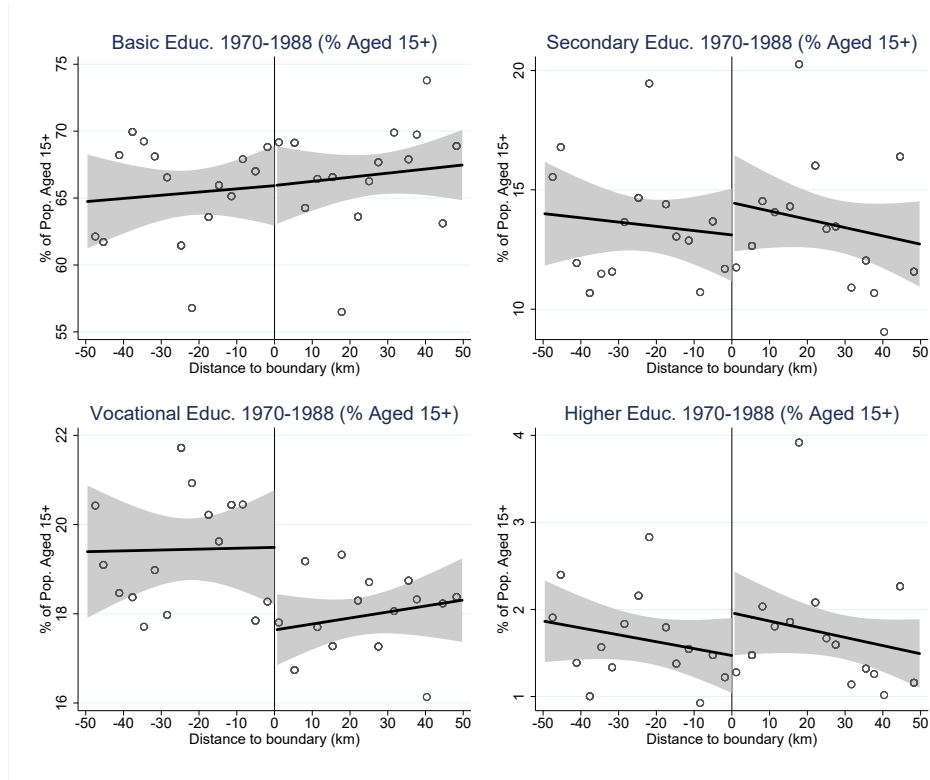 Basic Educ. 1970-1988 (% Aged 15+)
% of Pop. Aged 15+
75
70
65
60
55
-50 -40 -30 -20 -10 0 10 20 30 40 50
Distance to boundary (km)
Secondary Educ. 1970-1988 (% Aged 15+)
% of Pop. Aged 15+
20
15
10
-50 -40 -30 -20 -10 0 10 20 30 40 50
Distance to boundary (km)
Vocational Educ. 1970-1988 (% Aged 15+)
% of Pop. Aged 15+
22
20
18
16
-50 -40 -30 -20 -10 0 10 20 30 40 50
Distance to boundary (km)
Higher Educ. 1970-1988 (% Aged 15+)
% of Pop. Aged 15+
4
3
2
1
-50 -40 -30 -20 -10 0 10 20 30 40 50
Distance to boundary (km)